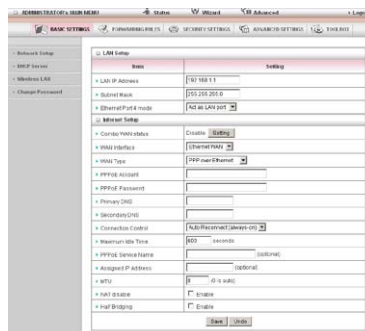 ADMINISTRATOR's MAIN MENU Status Wizard Advanced Logout
BASIC SETTING FORWARDING RULES SECURITY SETTING ADVANCED SETTING TOOLBOX
Network Setup
DHCP Server
Wireless LAN
Change Password
LAN Setup
Item Setting
LAN IP Address 192.168.1.1
Subnet Mask 255.255.255.0
Ethernet Port 4 mode Act as LAN port
Internet Setup
Combo WAN status Disable Setting
WAN Interface Ethernet WAN
WAN Type PPP over Ethernet
PPPoE Account
PPPoE Password
Primary DNS
Secondary DNS
Connection Control Auto Reconnect (always-on)
Maximum Idle Time 600 seconds
PPPoE Service Name (optional)
Assigned IP Address (optional)
MTU 0 (0 is auto)
NAT disable Enable
Half Bridging Enable
Save Undo